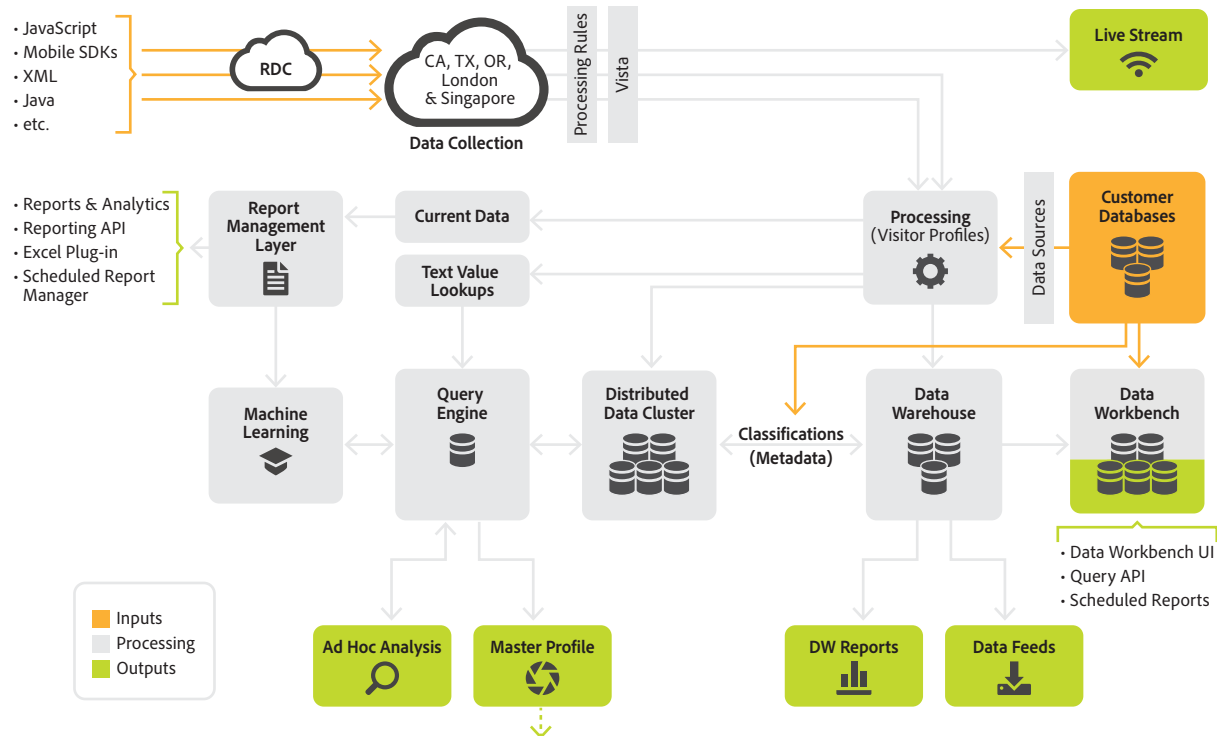 • JavaScript
• Mobile SDKs
• XML
• Java
• etc.
RDC
CA, TX, OR,
London
& Singapore
Data Collection
Processing Rules
Vista
Live Stream
• Reports & Analytics
• Reporting API
• Excel Plug-in
• Scheduled Report
Manager
Report
Management
Layer
Current Data
Text Value
Lookups
Processing
(Visitor Profiles)
Data Sources
Customer
Databases
Machine
Learning
Query
Engine
Distributed
Data Cluster
Classifications
(Metadata)
Data
Warehouse
Data
Workbench
• Data Workbench UI
• Query API
• Scheduled Reports
Inputs
Processing
Outputs
Ad Hoc Analysis
Master Profile
DW Reports
Data Feeds